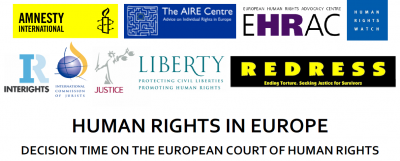 AMNESTY
INTERNATIONAL
The AIRE Centre
Advice on Individual Rights in Europe
EUROPEAN HUMAN RIGHTS ADVOCACY CENTRE
EHRAC
HUMAN
RIGHTS
WATCH
IR
INTERIGHTS
INTERNATIONAL
COMMISSION
OF JURISTS
JUSTICE
LIBERTY
PROTECTING CIVIL LIBERTIES
PROMOTING HUMAN RIGHTS
REDRESS
Ending Torture. Seeking Justice for Survivors
HUMAN RIGHTS IN EUROPE
DECISION TIME ON THE EUROPEAN COURT OF HUMAN RIGHTS